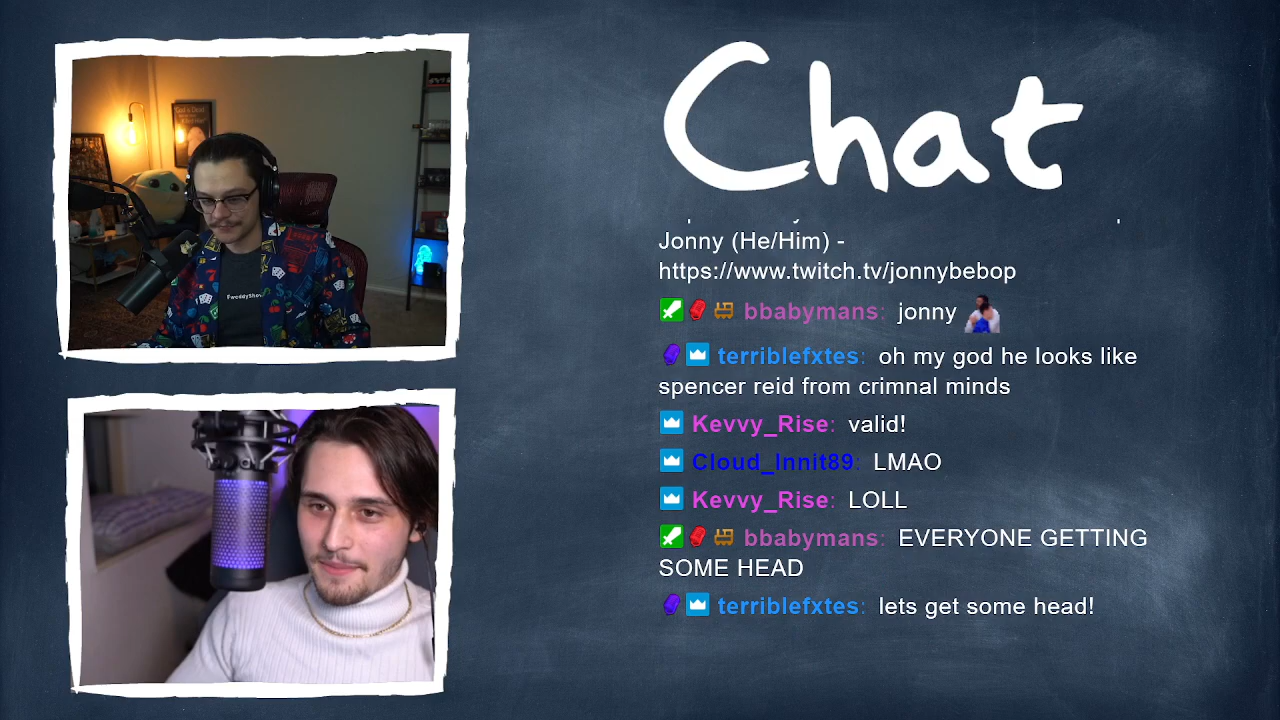 Chat
Jonny (He/Him) -
https://www.twitch.tv/jonnybebop
bbabymans: jonny
terriblefxtes: oh my god he looks like
spencer reid from crimnal minds
Kevvy_Rise: valid!
Cloud_Innit89: LMAO
Kevvy_Rise: LOLL
bbabymans: EVERYONE GETTING
SOME HEAD
terriblefxtes: lets get some head!